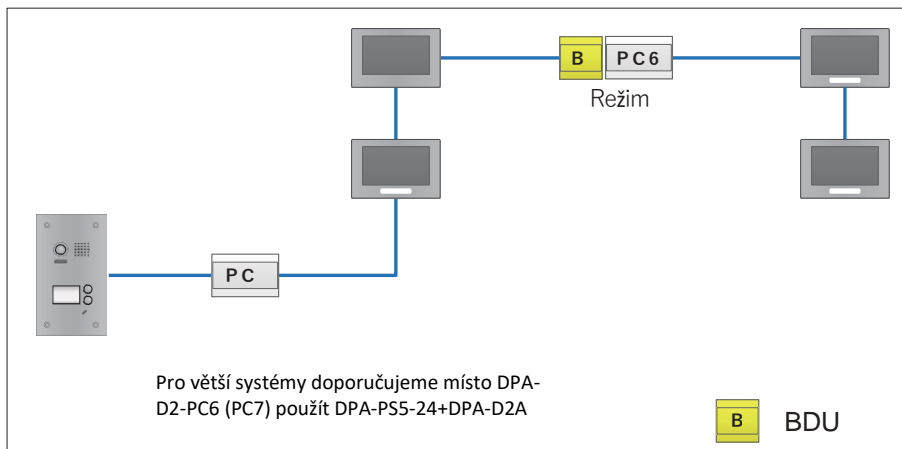 B
PC6
Režim
PC
Pro větší systémy doporučujeme místo DPA-
D2-PC6 (PC7) použít DPA-PS5-24+DPA-D2A
B
BDU